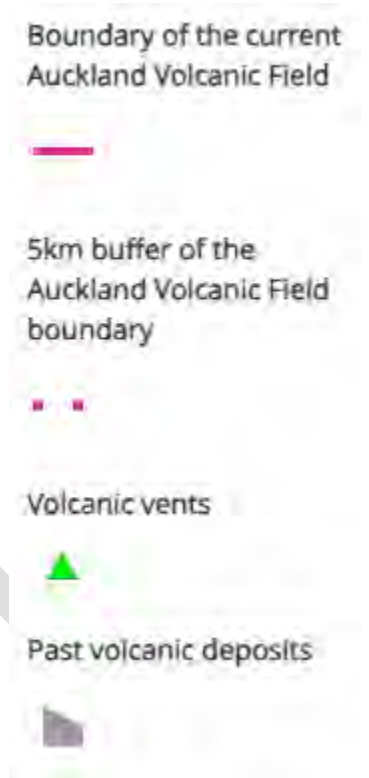 Boundary of the current
Auckland Volcanic Field
5km buffer of the
Auckland Volcanic Field
boundary
Volcanic vents
Past volcanic deposits